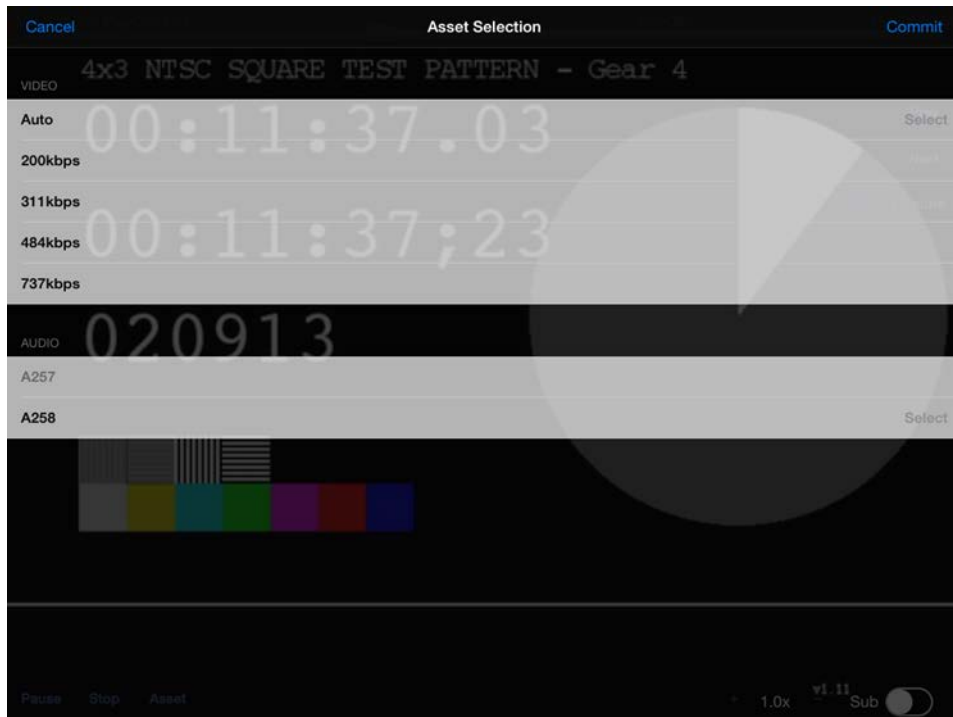 Cancel Asset Selection Commit
4x3 NTSC SQUARE TEST PATTERN - Gear 4
VIDEO
Auto Select
00:11:37.03
200kbps
311kbps
484kbps
00:11:37;23
737kbps
020913
AUDIO
A257
A258 Select
Pause Stop Asset + 1.0x - v1.11 Sub